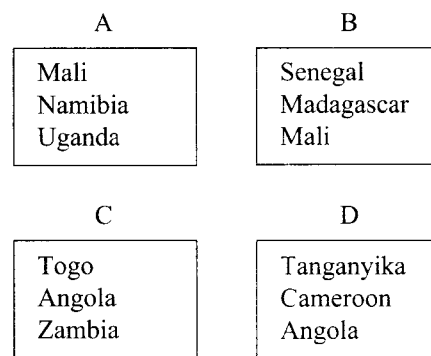 A
Mali
Namibia
Uganda
B
Senegal
Madagascar
Mali
C
Togo
Angola
Zambia
D
Tanganyika
Cameroon
Angola